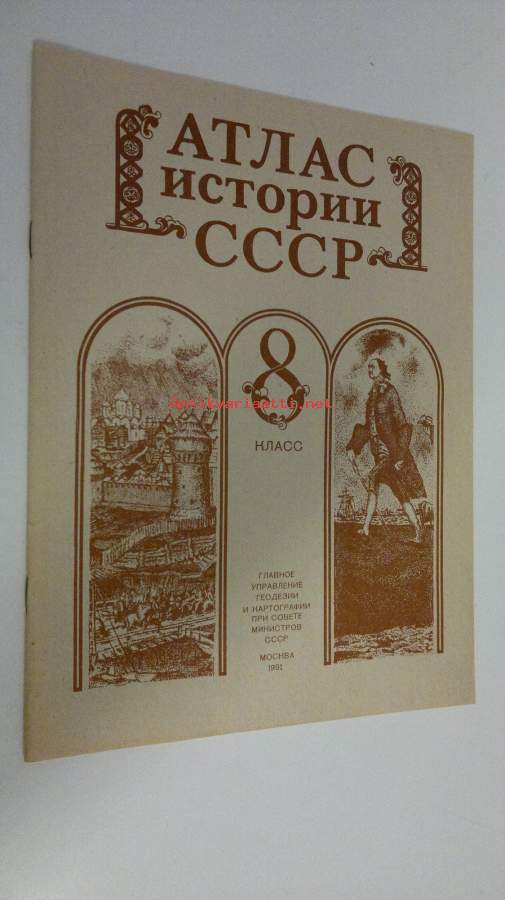 АТЛАС
истории
СССР
8
antikvariaatti.net
КЛАСС
ГЛАВНОЕ
УПРАВЛЕНИЕ
ГЕОДЕЗИИ
И КАРТОГРАФИИ
ПРИ СОВЕТЕ
МИНИСТРОВ
СССР
МОСКВА
1991